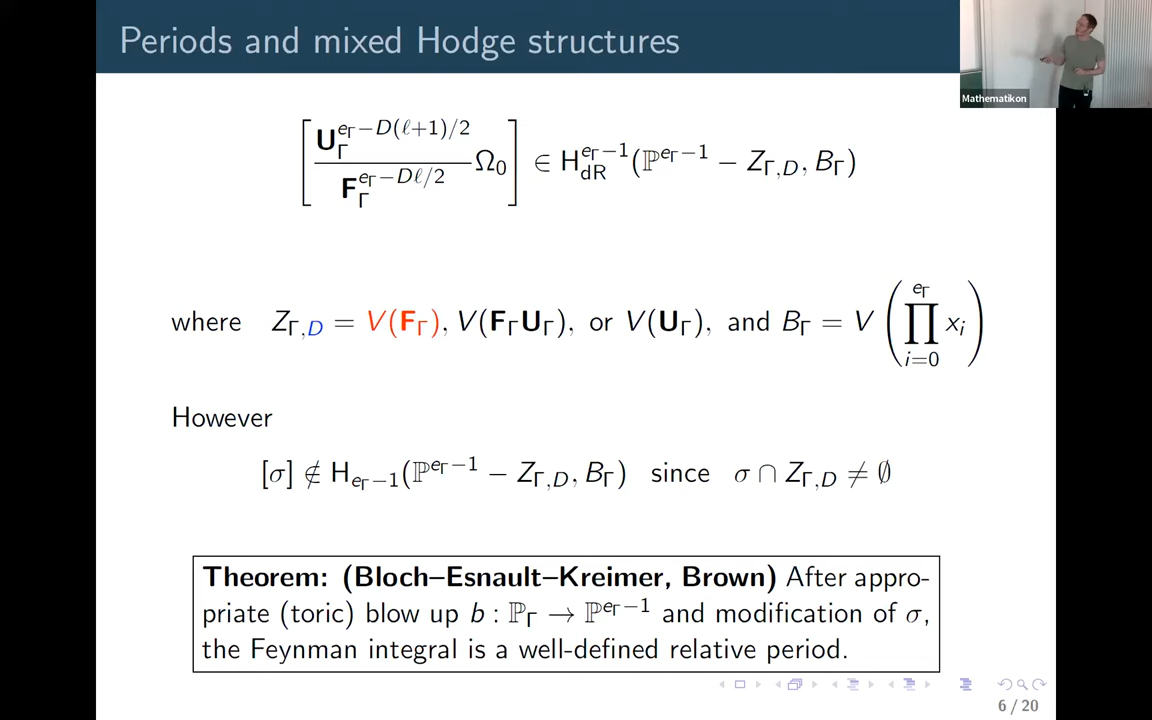 Periods and mixed Hodge structures
Mathematikon
[U_Γ^{e_Γ−D(ℓ+1)/2} / F_Γ^{e_Γ−Dℓ/2} Ω₀] ∈ H_dR^{e_Γ−1}(ℙ^{e_Γ−1} − Z_{Γ,D}, B_Γ)
where Z_{Γ,D} = V(F_Γ), V(F_ΓU_Γ), or V(U_Γ), and B_Γ = V(∏_{i=0}^{e_Γ} x_i)
However
[σ] ∉ H_{e_Γ−1}(ℙ^{e_Γ−1} − Z_{Γ,D}, B_Γ) since σ ∩ Z_{Γ,D} ≠ ∅
Theorem: (Bloch–Esnault–Kreimer, Brown) After appro-
priate (toric) blow up b : ℙ_Γ → ℙ^{e_Γ−1} and modification of σ,
the Feynman integral is a well-defined relative period.
6 / 20